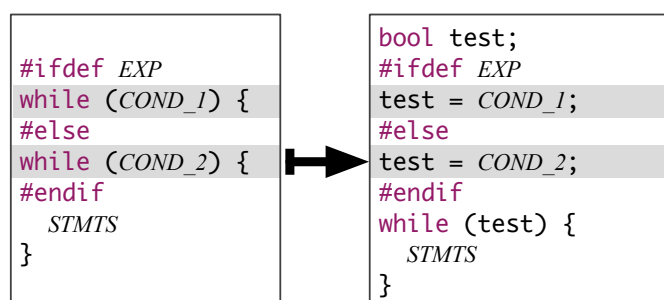 #ifdef EXP
while (COND_1) {
#else
while (COND_2) {
#endif
STMTS
}
bool test;
#ifdef EXP
test = COND_1;
#else
test = COND_2;
#endif
while (test) {
STMTS
}